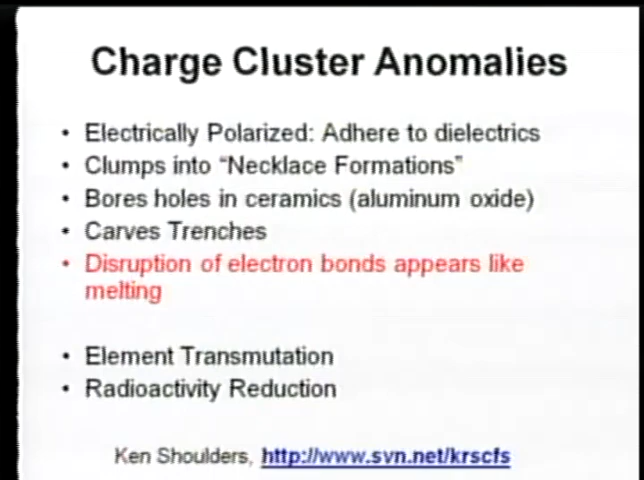 Charge Cluster Anomalies
• Electrically Polarized: Adhere to dielectrics
• Clumps into "Necklace Formations"
• Bores holes in ceramics (aluminum oxide)
• Carves Trenches
• Disruption of electron bonds appears like
melting
• Element Transmutation
• Radioactivity Reduction
Ken Shoulders, http://www.svn.net/krscfs